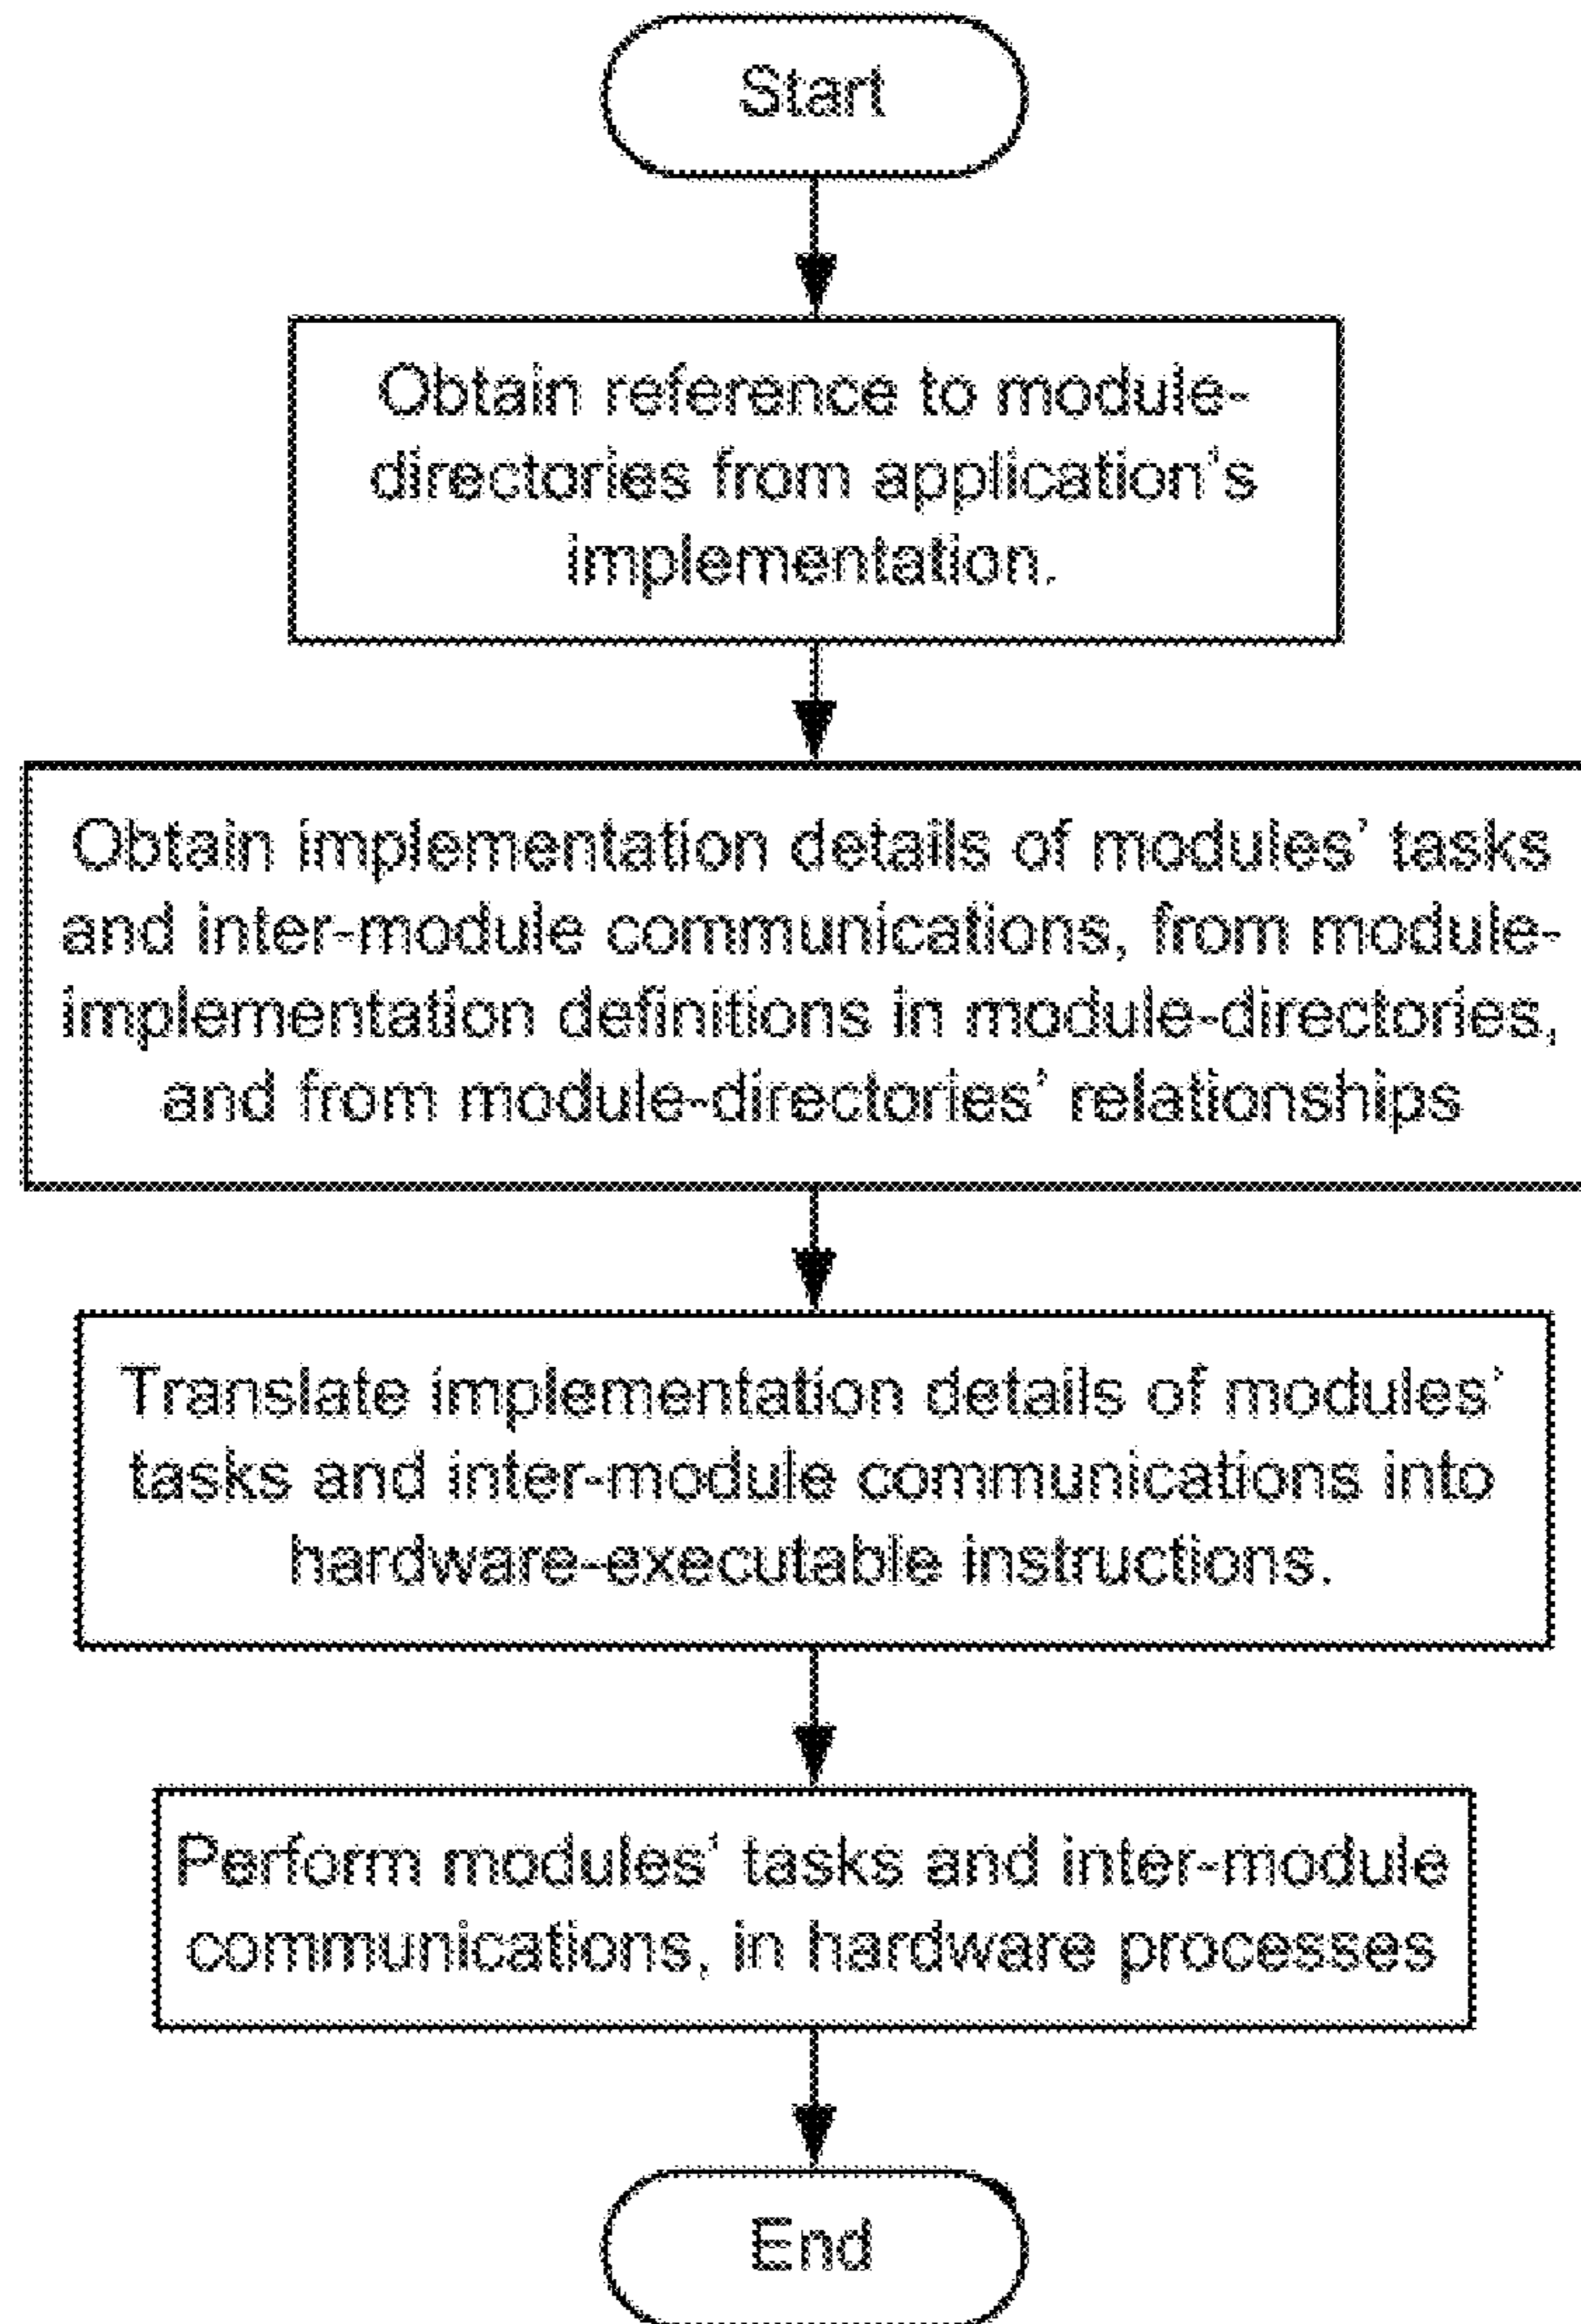 Start
Obtain reference to module-
directories from application's
implementation.
Obtain implementation details of modules' tasks
and inter-module communications, from module-
implementation definitions in module-directories,
and from module-directories' relationships
Translate implementation details of modules'
tasks and inter-module communications into
hardware-executable instructions.
Perform modules' tasks and inter-module
communications, in hardware processes
End